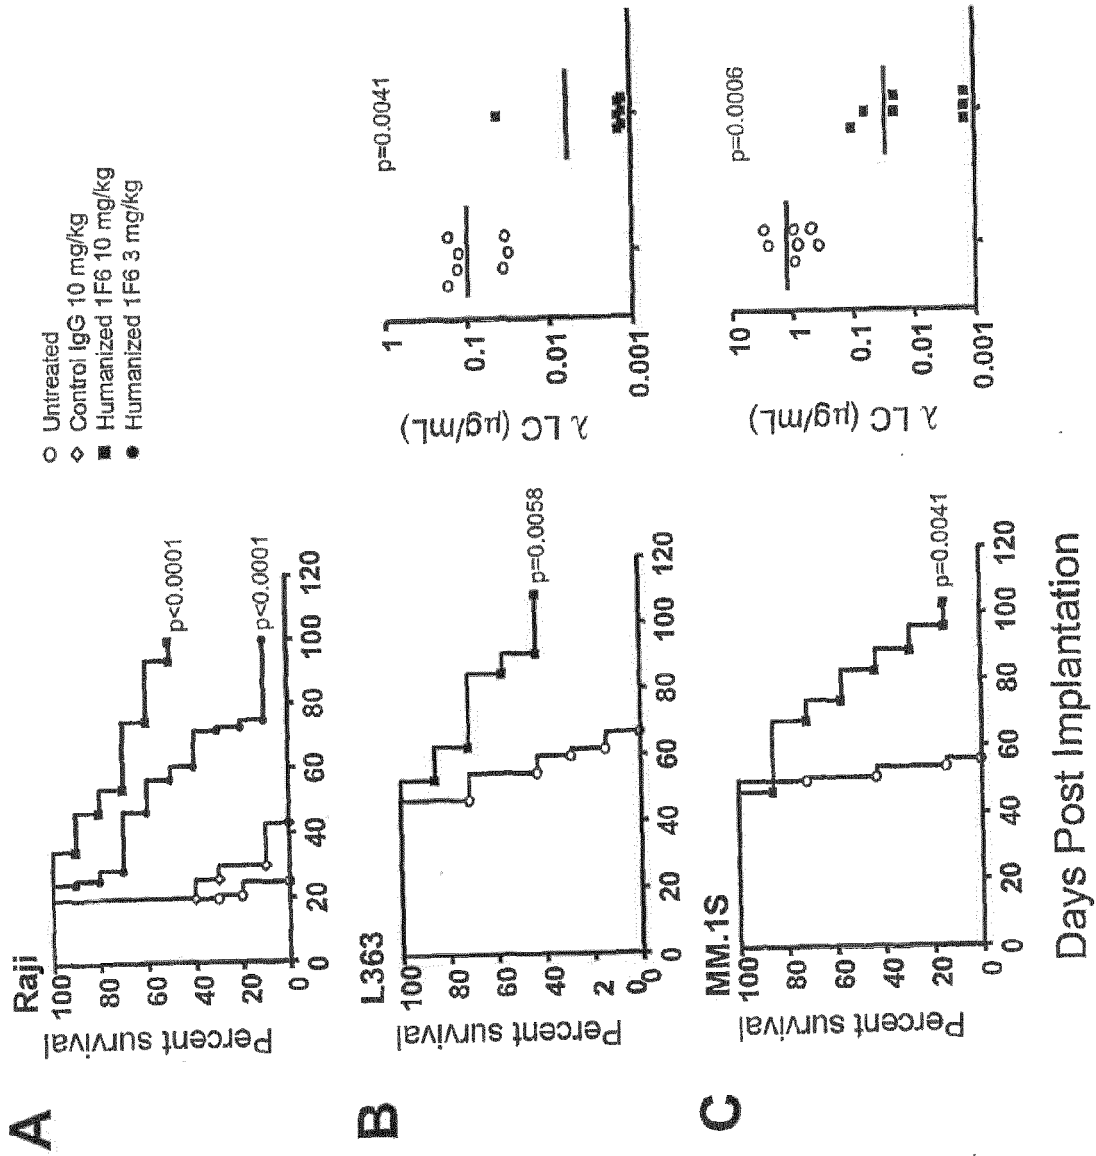 A
Raji
Percent survival
100
80
60
40
20
0
20
40
60
80
100
120
p<0.0001
p<0.0001
Untreated
Control IgG 10 mg/kg
Humanized 1F6 10 mg/kg
Humanized 1F6 3 mg/kg
B
L363
Percent survival
100
80
60
40
2
0
0
20
40
60
80
100
120
p=0.0058
λ LC (µg/mL)
1
0.1
0.01
0.001
p=0.0041
C
MM.1S
Percent survival
100
80
60
40
20
0
0
20
40
60
80
100
120
p=0.0041
λ LC (µg/mL)
10
1
0.1
0.01
0.001
p=0.0006
Days Post Implantation